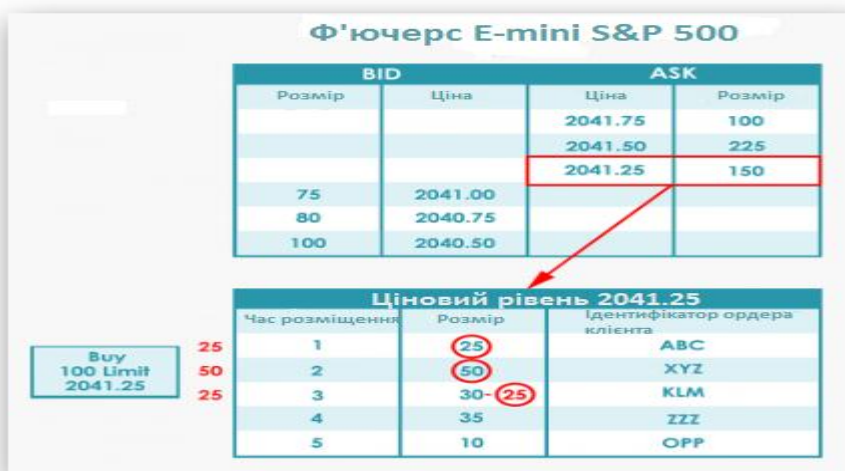 Ф'ючерс E-mini S&P 500
BID ASK
Розмір Ціна Ціна Розмір
2041.75 100
2041.50 225
2041.25 150
75 2041.00
80 2040.75
100 2040.50
Ціновий рівень 2041.25
Час розміщення Розмір Ідентифікатор ордера
клієнта
Buy
100 Limit
2041.25
25 1 25 ABC
50 2 50 XYZ
25 3 30-25 KLM
4 35 ZZZ
5 10 OPP